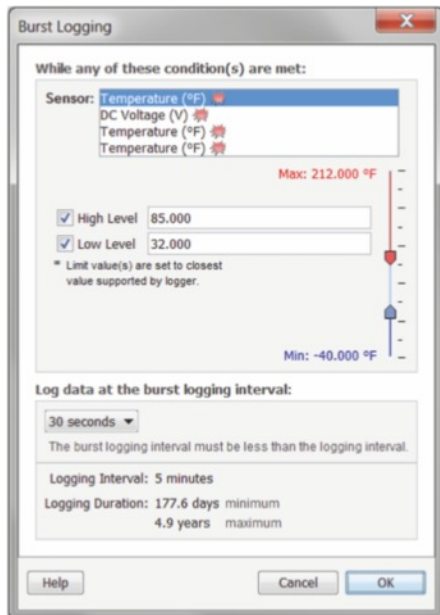 Burst Logging
While any of these condition(s) are met:
Sensor: Temperature (°F)
DC Voltage (V)
Temperature (°F)
Temperature (°F)
Max: 212.000 °F
High Level 85.000
Low Level 32.000
* Limit value(s) are set to closest
value supported by logger.
Min: -40.000 °F
Log data at the burst logging interval:
30 seconds
The burst logging interval must be less than the logging interval.
Logging Interval: 5 minutes
Logging Duration: 177.6 days minimum
4.9 years maximum
Help Cancel OK